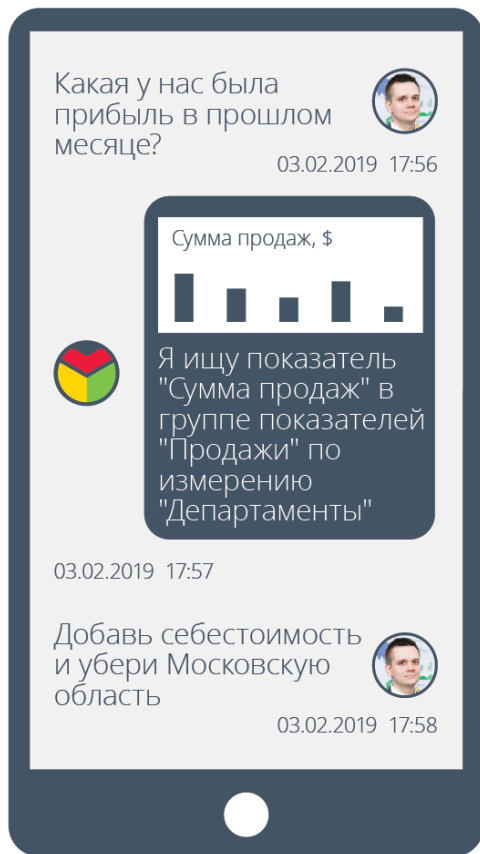 Какая у нас была
прибыль в прошлом
месяце?
03.02.2019 17:56
Сумма продаж, $
Я ищу показатель
"Сумма продаж" в
группе показателей
"Продажи" по
измерению
"Департаменты"
03.02.2019 17:57
Добавь себестоимость
и убери Московскую
область
03.02.2019 17:58